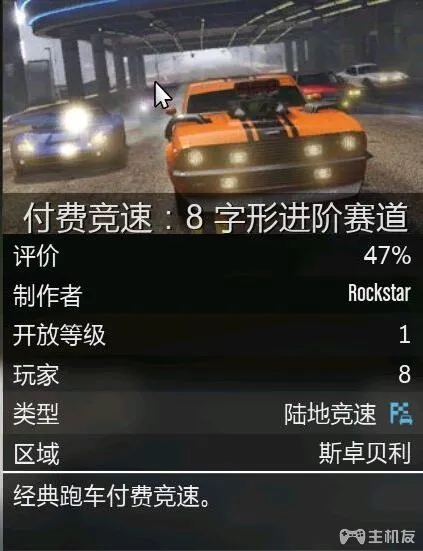 付费竞速：8 字形进阶赛道
评价 47%
制作者 Rockstar
开放等级 1
玩家 8
类型 陆地竞速
区域 斯卓贝利
经典跑车付费竞速。
主机友